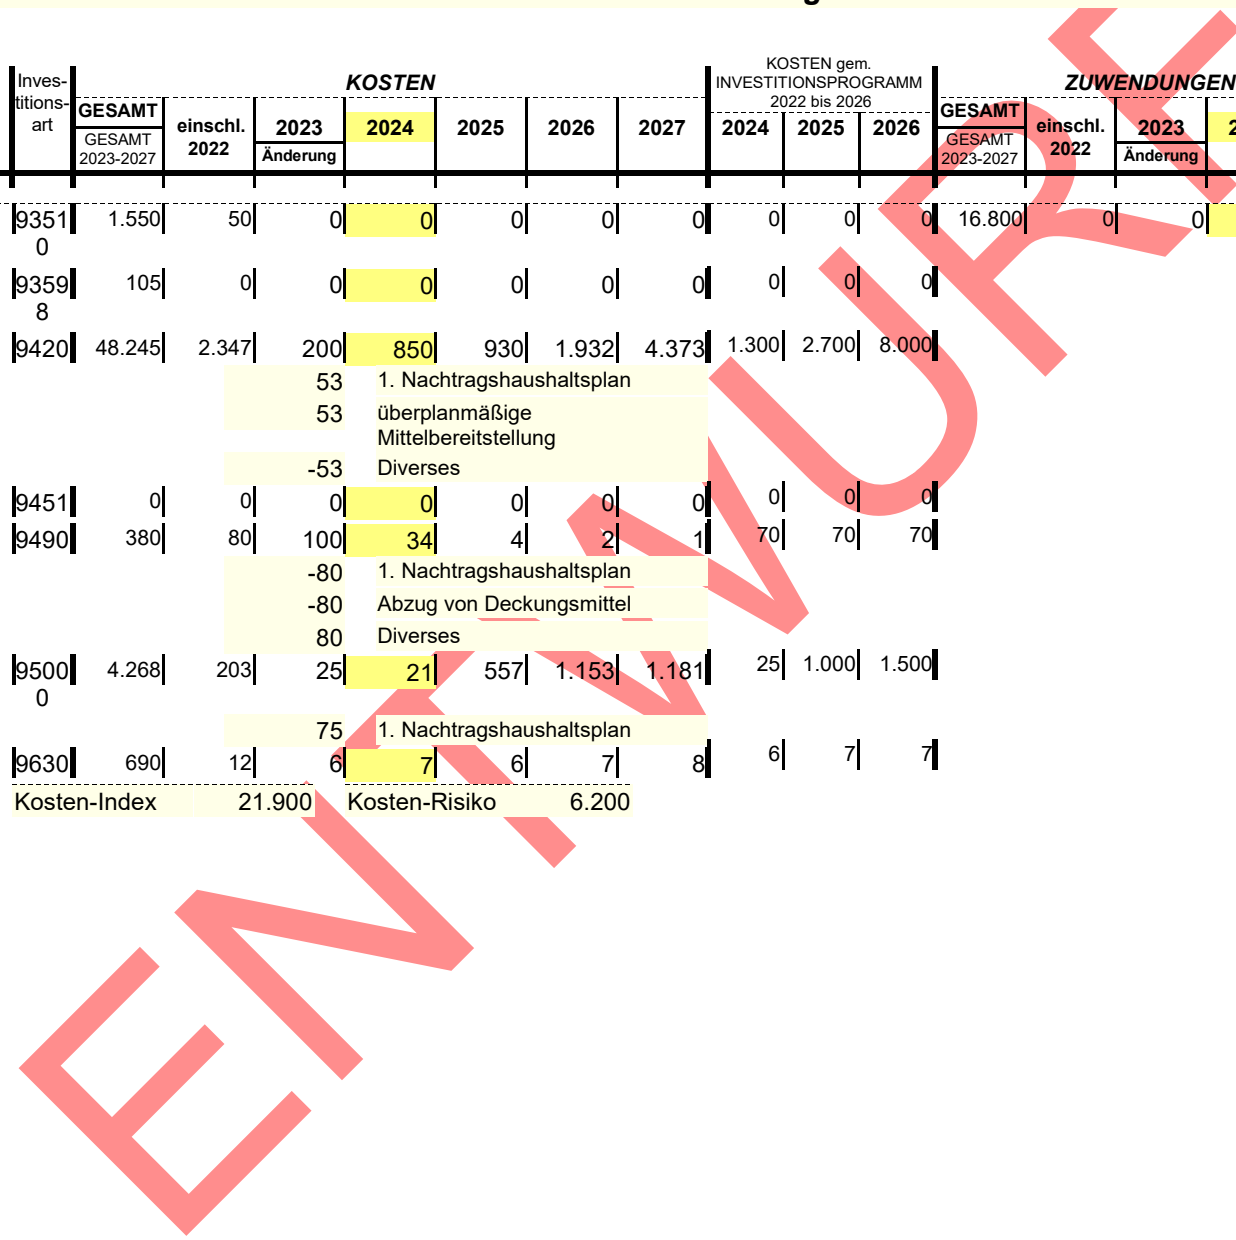 Inves-
titions-
art
KOSTEN
KOSTEN gem.
INVESTITIONSPROGRAMM
2022 bis 2026
ZUWENDUNGEN
GESAMT
GESAMT
2023-2027
einschl.
2022
2023
Änderung
2024
2025
2026
2027
2024
2025
2026
GESAMT
GESAMT
2023-2027
einschl.
2022
2023
Änderung
9351 1.550 50 0 0 0 0 0 0 0 0 16.800 0 0
0
9359 105 0 0 0 0 0 0 0 0 0
8
9420 48.245 2.347 200 850 930 1.932 4.373 1.300 2.700 8.000
53 1. Nachtragshaushaltsplan
53 überplanmäßige
Mittelbereitstellung
-53 Diverses
9451 0 0 0 0 0 0 0 0 0 0
9490 380 80 100 34 4 2 1 70 70 70
-80 1. Nachtragshaushaltsplan
-80 Abzug von Deckungsmittel
80 Diverses
9500 4.268 203 25 21 557 1.153 1.181 25 1.000 1.500
0
75 1. Nachtragshaushaltsplan
9630 690 12 6 7 6 7 8 6 7 7
Kosten-Index 21.900 Kosten-Risiko 6.200
ENTWURF